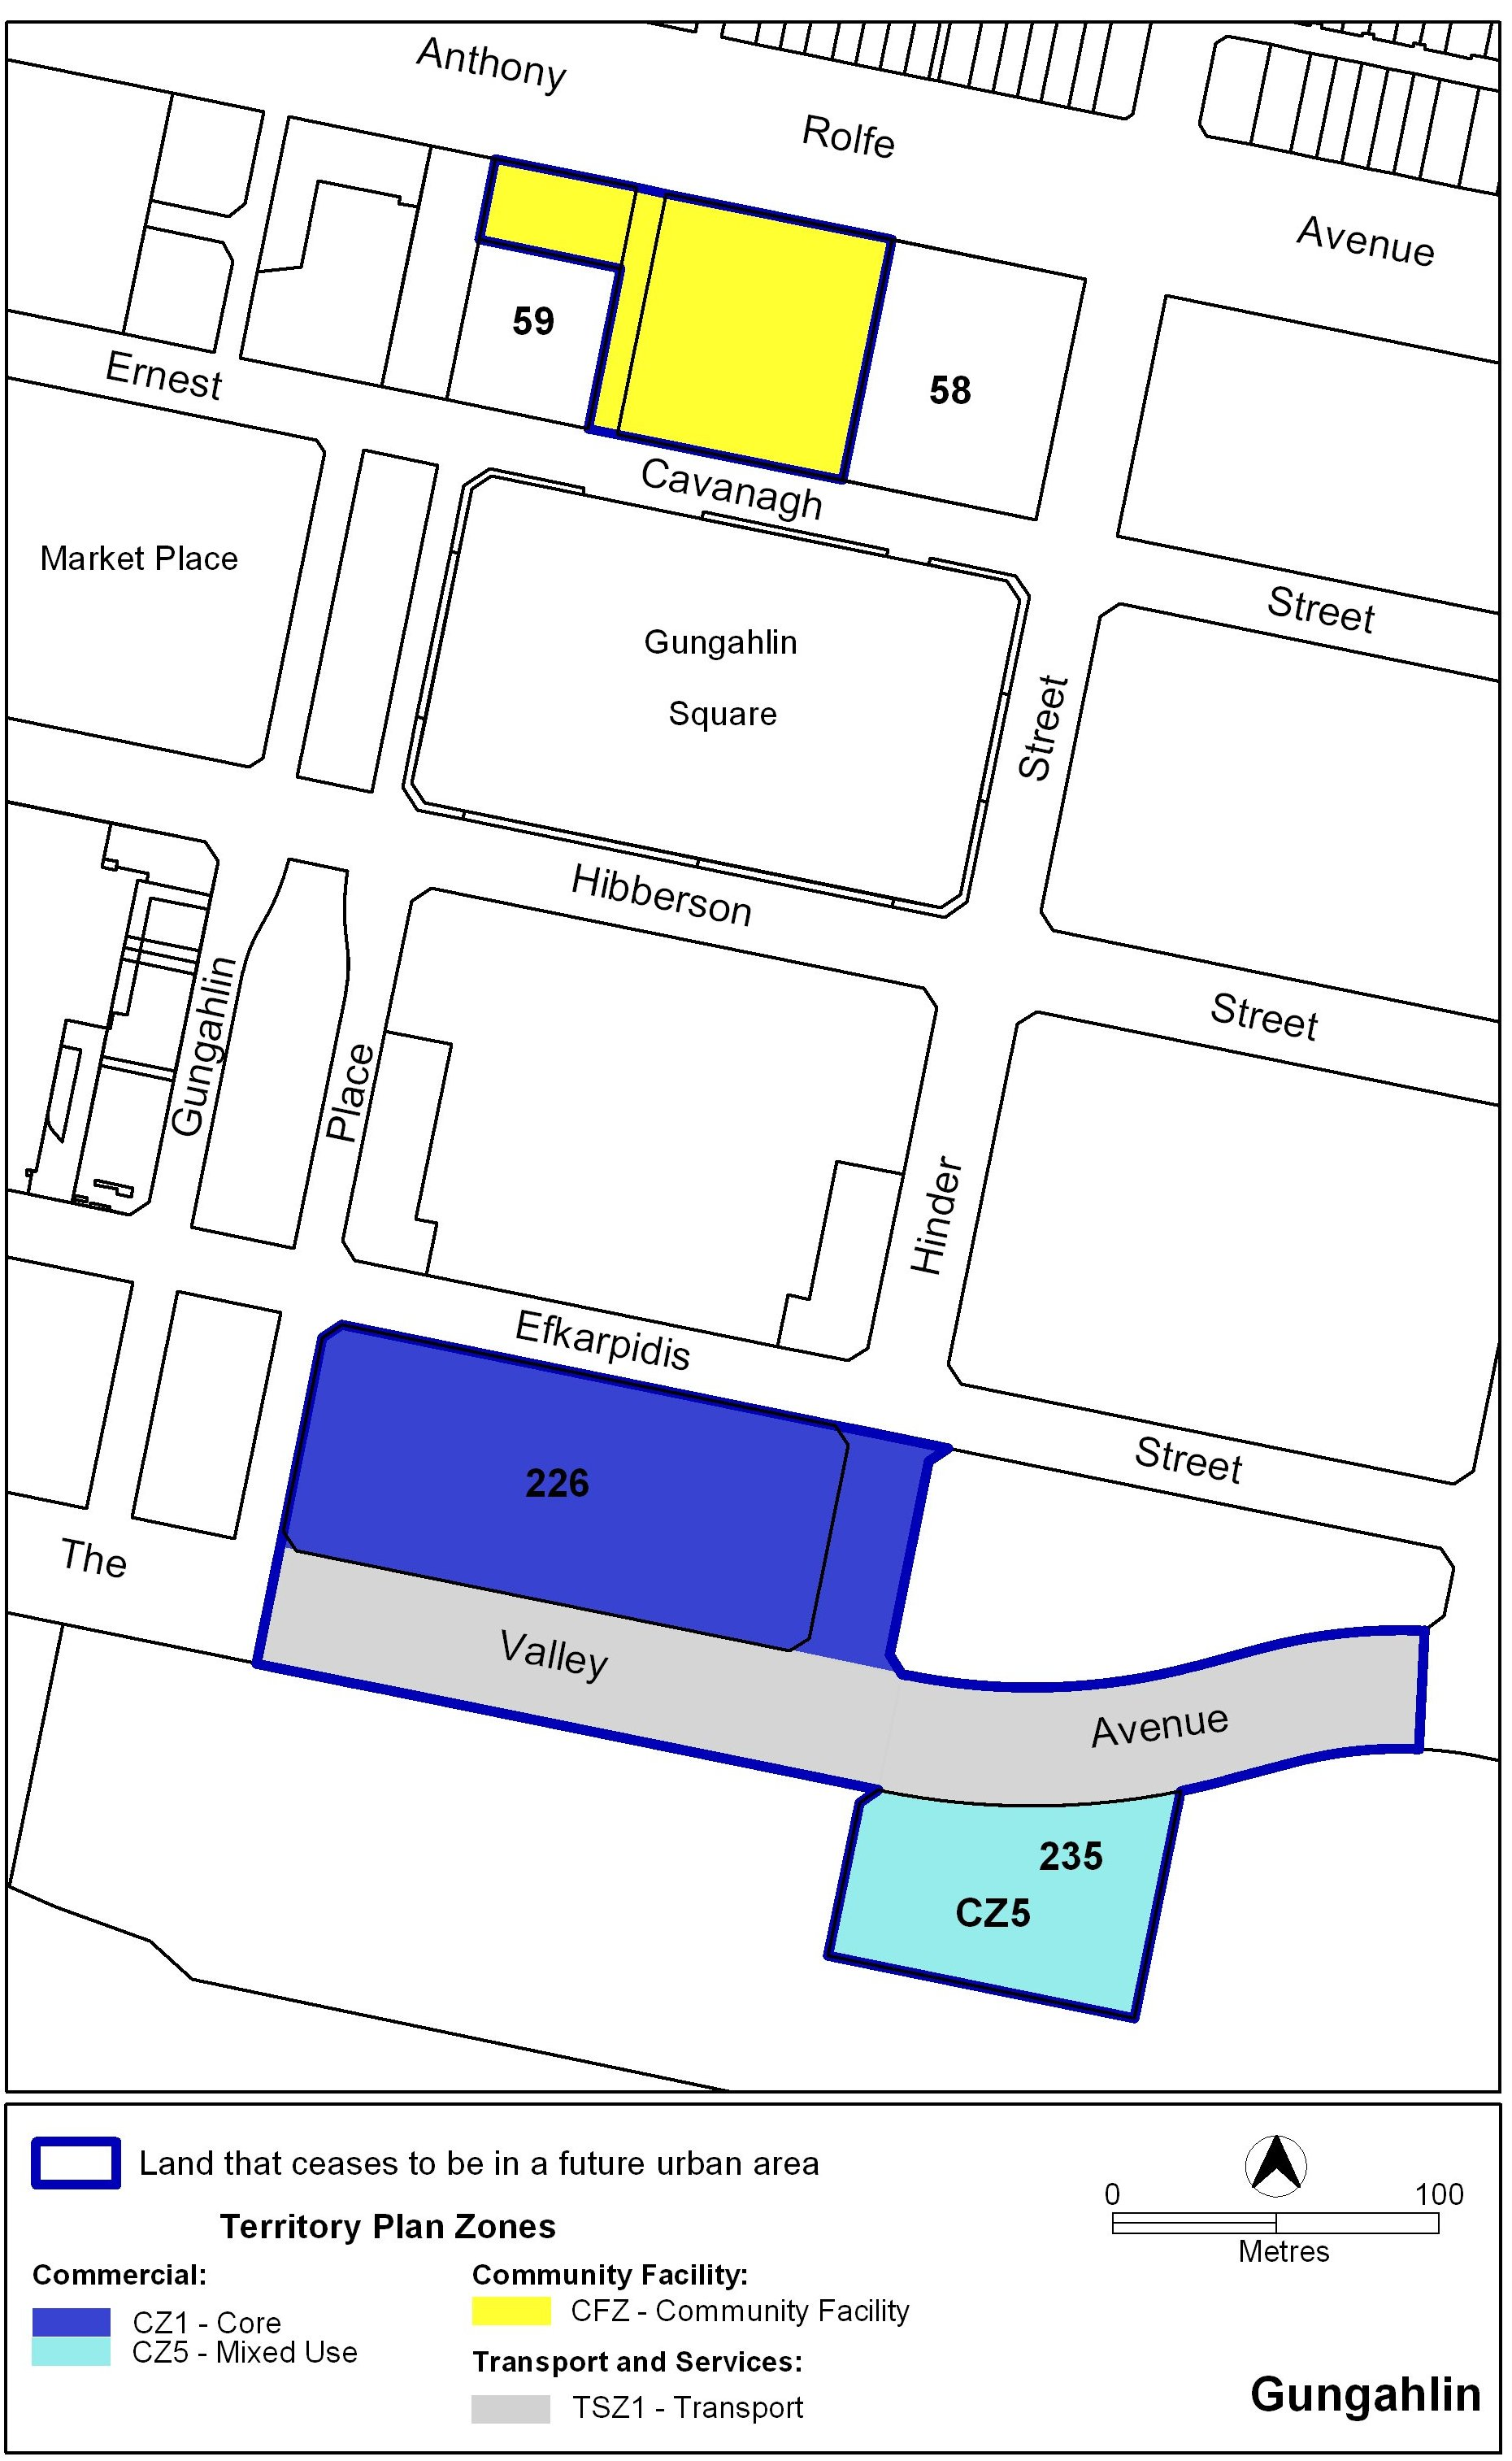 Anthony
Rolfe
Avenue
59
58
Ernest
Cavanagh
Street
Market Place
Gungahlin
Square
Street
Hibberson
Street
Gungahlin
Place
Hinder
Efkarpidis
Street
226
The
Valley
Avenue
235
CZ5
Land that ceases to be in a future urban area
Territory Plan Zones
Commercial:
CZ1 - Core
CZ5 - Mixed Use
Community Facility:
CFZ - Community Facility
Transport and Services:
TSZ1 - Transport
0 100
Metres
Gungahlin